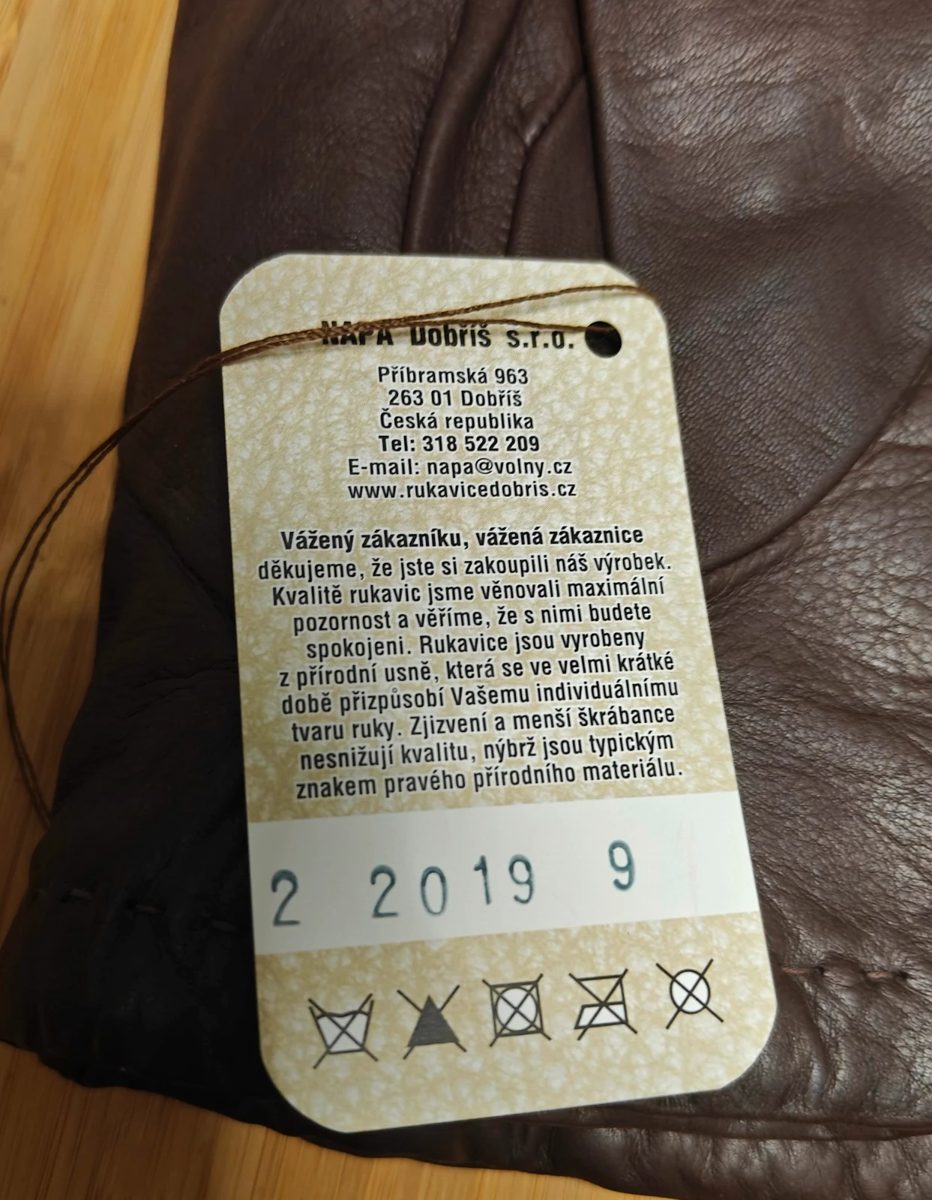 NAPA Dobříš s.r.o.
Příbramská 963
263 01 Dobříš
Česká republika
Tel: 318 522 209
E-mail: napa@volny.cz
www.rukavicedobris.cz
Vážený zákazníku, vážená zákaznice
děkujeme, že jste si zakoupili náš výrobek.
Kvalitě rukavic jsme věnovali maximální
pozornost a věříme, že s nimi budete
spokojeni. Rukavice jsou vyrobeny
z přírodní usně, která se ve velmi krátké
době přizpůsobí Vašemu individuálnímu
tvaru ruky. Zjizvení a menší škrábance
nesnižují kvalitu, nýbrž jsou typickým
znakem pravého přírodního materiálu.
2 2019 9